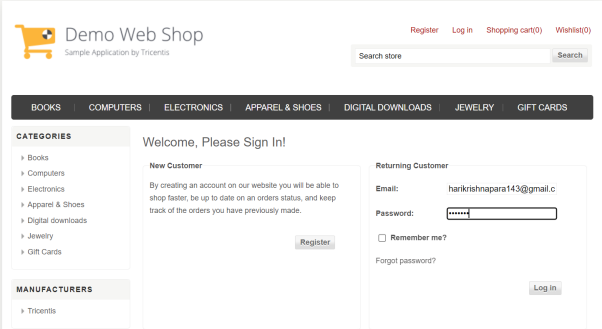 Demo Web Shop
Sample Application by Tricentis
Register Log in Shopping cart(0) Wishlist(0)
Search store Search
BOOKS COMPUTERS ELECTRONICS APPAREL & SHOES DIGITAL DOWNLOADS JEWELRY GIFT CARDS
CATEGORIES
Books
Computers
Electronics
Apparel & Shoes
Digital downloads
Jewelry
Gift Cards
MANUFACTURERS
Tricentis
Welcome, Please Sign In!
New Customer
By creating an account on our website you will be able to
shop faster, be up to date on an orders status, and keep
track of the orders you have previously made.
Register
Returning Customer
Email: harikrishnapara143@gmail.c
Password: •••••••
Remember me?
Forgot password?
Log in